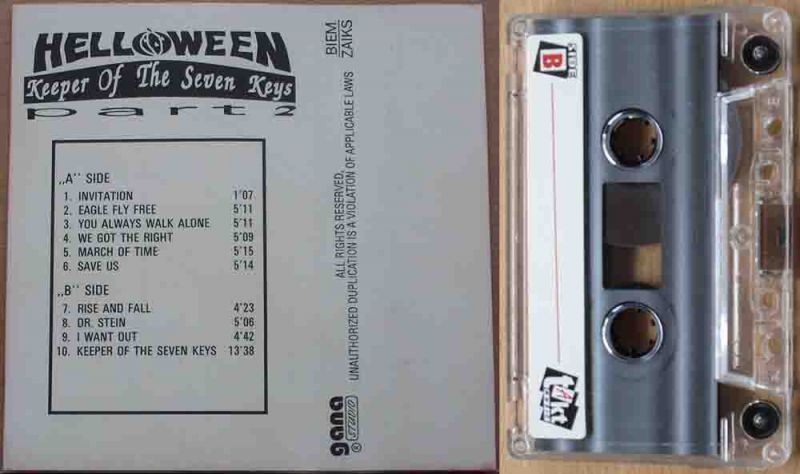 HELLOWEEN
Keeper Of The Seven Keys
part 2
„A" SIDE
1. INVITATION 1'07
2. EAGLE FLY FREE 5'11
3. YOU ALWAYS WALK ALONE 5'11
4. WE GOT THE RIGHT 5'09
5. MARCH OF TIME 5'15
6. SAVE US 5'14
„B" SIDE
7. RISE AND FALL 4'23
8. DR. STEIN 5'06
9. I WANT OUT 4'42
10. KEEPER OF THE SEVEN KEYS 13'38
BIEM
ZAIKS
ALL RIGHTS RESERVED,
UNAUTHORIZED DUPLICATION IS A VIOLATION OF APPLICABLE LAWS
gana
® STUDIO
SIDE
B
takt